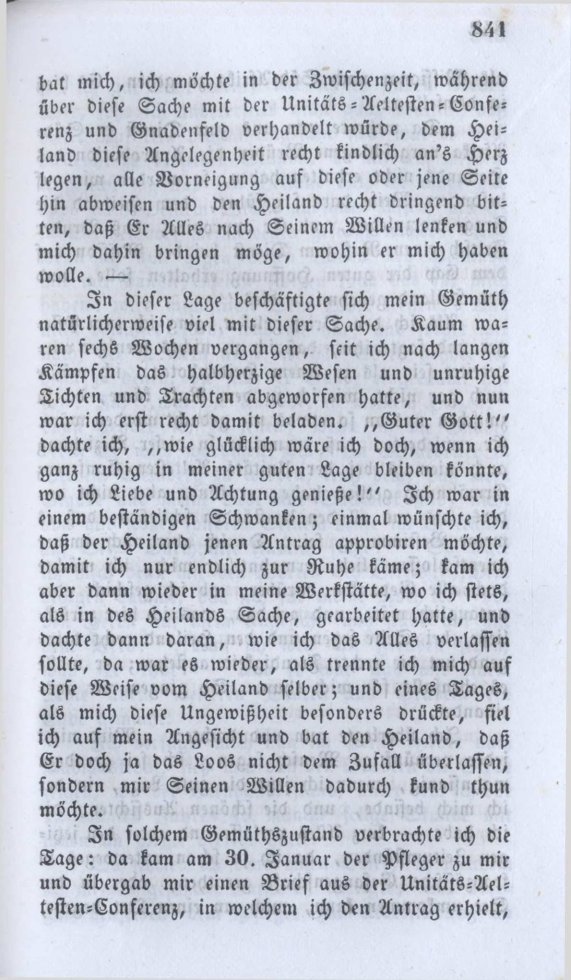 841
bat mich, ich möchte in der Zwischenzeit, während
über diese Sache mit der Unitäts-Aeltesten-Confe-
renz und Gnadenfeld verhandelt würde, dem Hei-
land diese Angelegenheit recht kindlich an's Herz
legen, alle Vorneigung auf diese oder jene Seite
hin abweisen und den Heiland recht dringend bit-
ten, daß Er Alles nach Seinem Willen lenken und
mich dahin bringen möge, wohin er mich haben
wolle. —
In dieser Lage beschäftigte sich mein Gemüth
natürlicherweise viel mit dieser Sache. Kaum wa-
ren sechs Wochen vergangen, seit ich nach langen
Kämpfen das halbherzige Wesen und unruhige
Tichten und Trachten abgeworfen hatte, und nun
war ich erst recht damit beladen. „Guter Gott!"
dachte ich, „wie glücklich wäre ich doch, wenn ich
ganz ruhig in meiner guten Lage bleiben könnte,
wo ich Liebe und Achtung genieße!" Ich war in
einem beständigen Schwanken; einmal wünschte ich,
daß der Heiland jenen Antrag approbiren möchte,
damit ich nur endlich zur Ruhe käme; kam ich
aber dann wieder in meine Werkstätte, wo ich stets,
als in des Heilands Sache, gearbeitet hatte, und
dachte dann daran, wie ich das Alles verlassen
sollte, da war es wieder, als trennte ich mich auf
diese Weise vom Heiland selber; und eines Tages,
als mich diese Ungewißheit besonders drückte, fiel
ich auf mein Angesicht und bat den Heiland, daß
Er doch ja das Loos nicht dem Zufall überlassen,
sondern mir Seinen Willen dadurch kund thun
möchte.
In solchem Gemüthszustand verbrachte ich die
Tage: da kam am 30. Januar der Pfleger zu mir
und übergab mir einen Brief aus der Unitäts-Ael-
testen-Conferenz, in welchem ich den Antrag erhielt,